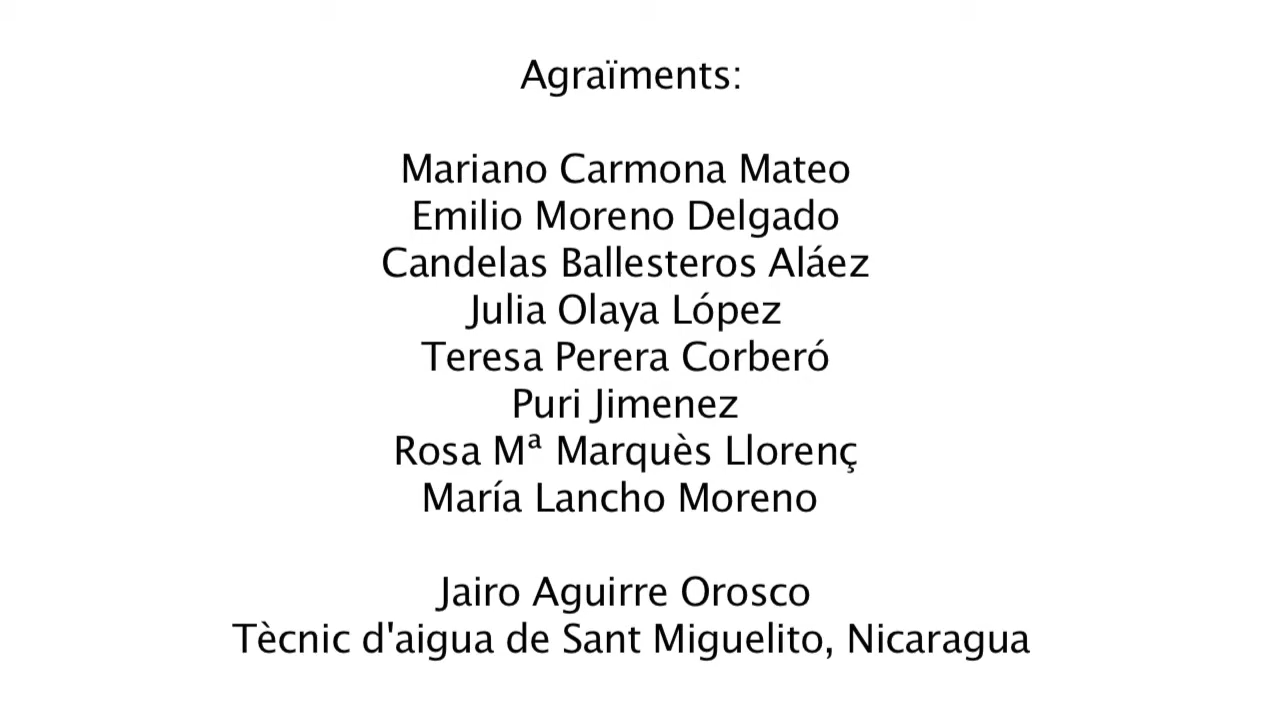 Agraïments:
Mariano Carmona Mateo
Emilio Moreno Delgado
Candelas Ballesteros Aláez
Julia Olaya López
Teresa Perera Corberó
Puri Jimenez
Rosa Mª Marquès Llorenç
María Lancho Moreno
Jairo Aguirre Orosco
Tècnic d'aigua de Sant Miguelito, Nicaragua